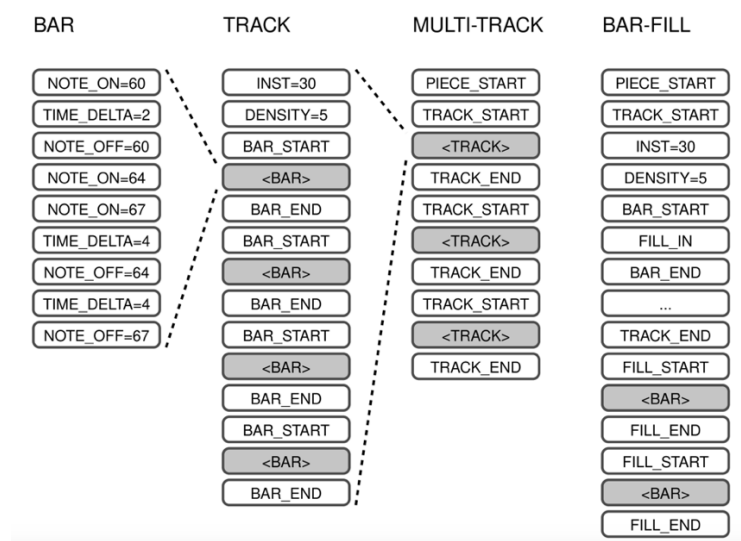 BAR
NOTE_ON=60
TIME_DELTA=2
NOTE_OFF=60
NOTE_ON=64
NOTE_ON=67
TIME_DELTA=4
NOTE_OFF=64
TIME_DELTA=4
NOTE_OFF=67
TRACK
INST=30
DENSITY=5
BAR_START
<BAR>
BAR_END
BAR_START
<BAR>
BAR_END
BAR_START
<BAR>
BAR_END
BAR_START
<BAR>
BAR_END
MULTI-TRACK
PIECE_START
TRACK_START
<TRACK>
TRACK_END
TRACK_START
<TRACK>
TRACK_END
TRACK_START
<TRACK>
TRACK_END
BAR-FILL
PIECE_START
TRACK_START
INST=30
DENSITY=5
BAR_START
FILL_IN
BAR_END
...
TRACK_END
FILL_START
<BAR>
FILL_END
FILL_START
<BAR>
FILL_END